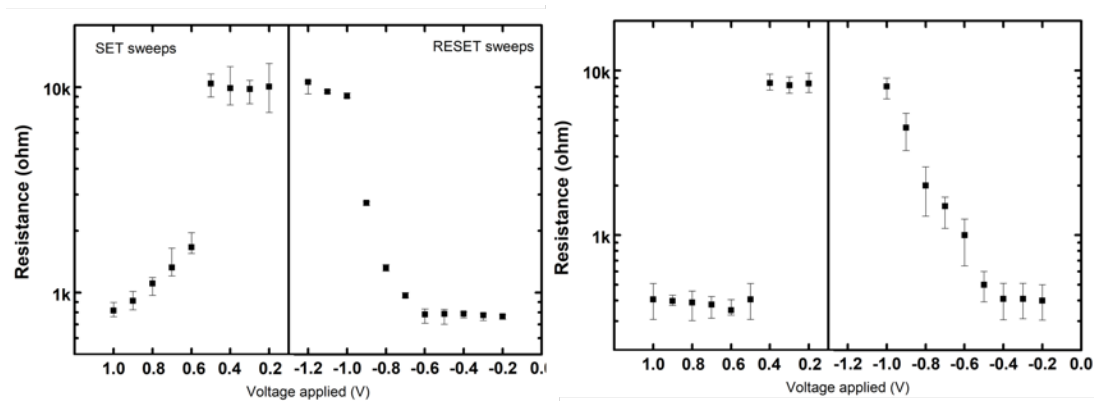 SET sweeps
RESET sweeps
10k
1k
Resistance (ohm)
1.0 0.8 0.6 0.4 0.2 -1.2 -1.0 -0.8 -0.6 -0.4 -0.2 0.0
Voltage applied (V)
10k
1k
Resistance (ohm)
1.0 0.8 0.6 0.4 0.2 -1.2 -1.0 -0.8 -0.6 -0.4 -0.2 0.0
Voltage applied (V)